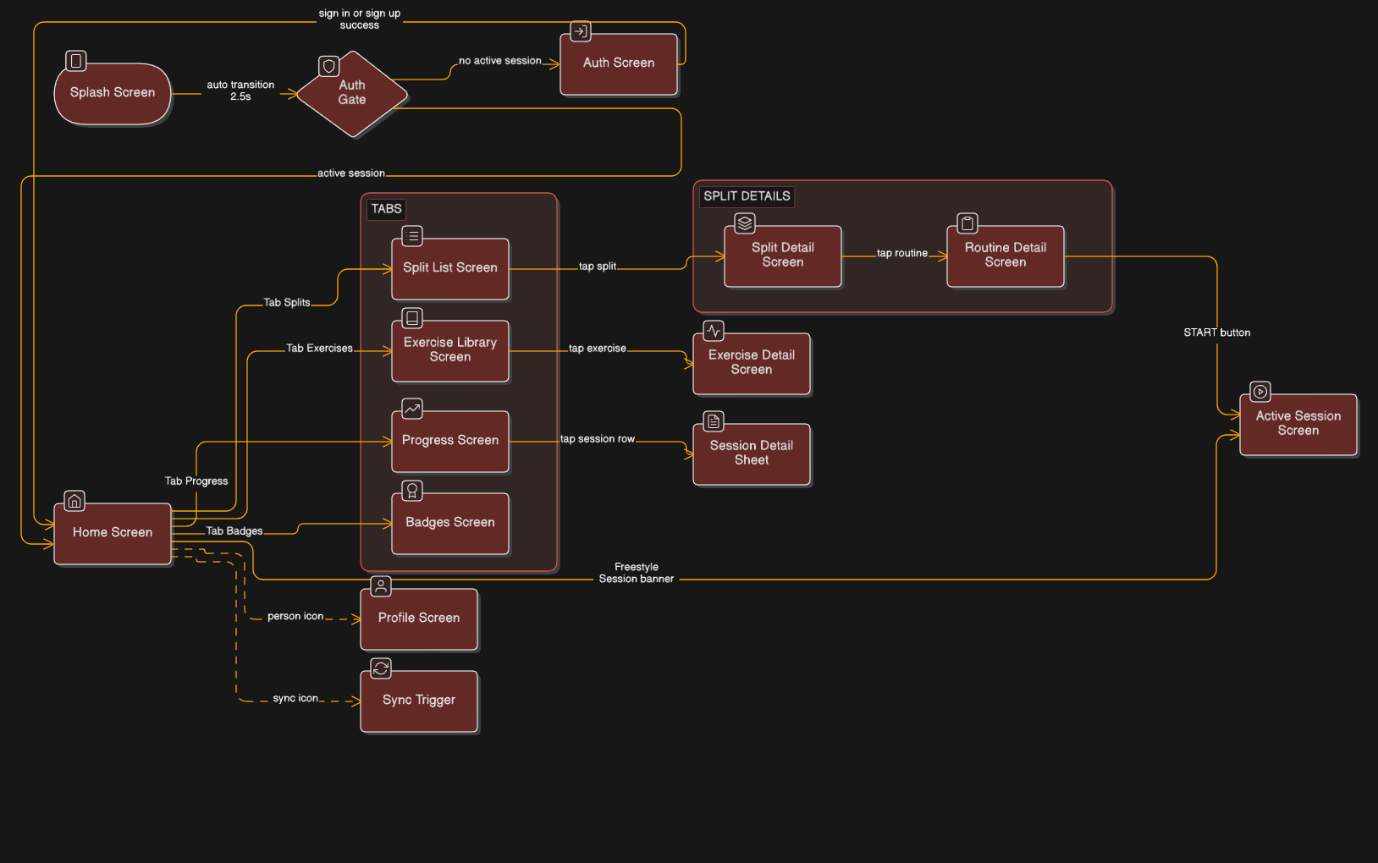 sign in or sign up
success
Splash Screen
auto transition
2.5s
Auth
Gate
no active session
Auth Screen
active session
TABS
Split List Screen
Exercise Library
Screen
Progress Screen
Badges Screen
SPLIT DETAILS
Split Detail
Screen
tap routine
Routine Detail
Screen
tap split
Tab Splits
Tab Exercises
tap exercise
Exercise Detail
Screen
START button
Active Session
Screen
tap session row
Session Detail
Sheet
Tab Progress
Home Screen
Tab Badges
Freestyle
Session banner
person icon
Profile Screen
sync icon
Sync Trigger